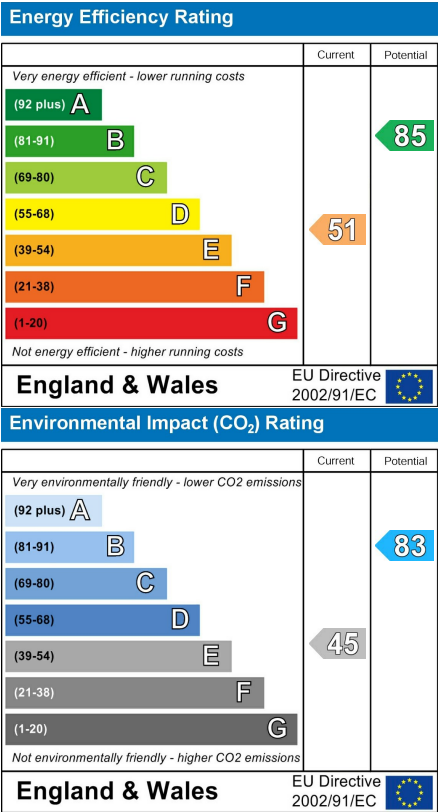 Energy Efficiency Rating
Current Potential
Very energy efficient - lower running costs
(92 plus) A
(81-91) B
85
(69-80) C
(55-68) D
51
(39-54) E
(21-38) F
(1-20) G
Not energy efficient - higher running costs
England & Wales
EU Directive
2002/91/EC
Environmental Impact (CO₂) Rating
Current Potential
Very environmentally friendly - lower CO2 emissions
(92 plus) A
(81-91) B
83
(69-80) C
(55-68) D
(39-54) E
45
(21-38) F
(1-20) G
Not environmentally friendly - higher CO2 emissions
England & Wales
EU Directive
2002/91/EC